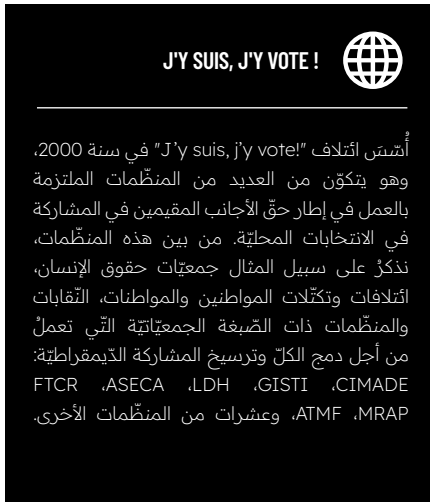 J'Y SUIS, J'Y VOTE !
أُسّسَ ائتلاف "J'y suis, j'y vote!" في سنة 2000،
وهو يتكوّن من العديد من المنظّمات الملتزمة
بالعمل في إطار حقّ الأجانب المقيمين في المشاركة
في الانتخابات المحليّة. من بين هذه المنظّمات،
نذكرُ على سبيل المثال جمعيّات حقوق الإنسان،
ائتلافات وتكتّلات المواطنين والمواطنات، النّقابات
والمنظّمات ذات الصّبغة الجمعيّاتيّة التّي تعملُ
من أجل دمج الكلّ وترسيخ المشاركة الدّيمقراطيّة:
CIMADE، GISTI، LDH، ASECA، FTCR
ATMF ،MRAP، وعشرات من المنظّمات الأخرى.